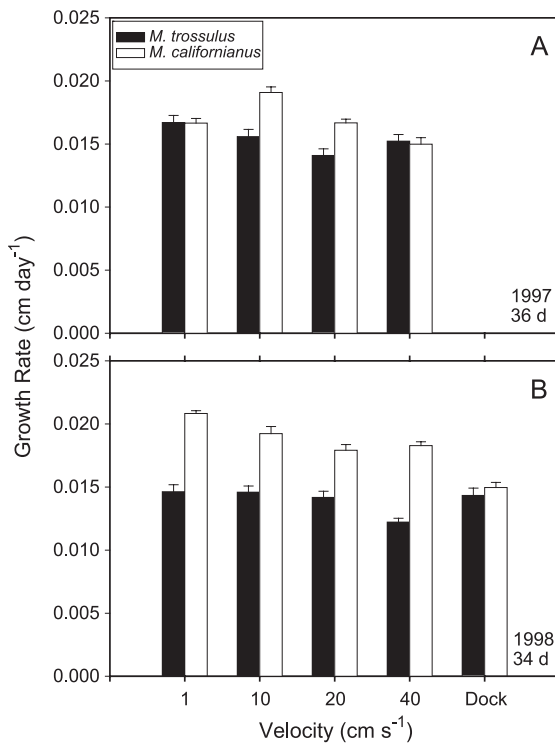 M. trossulus
M. californianus
A
0.025
0.020
0.015
0.010
0.005
0.000
1997
36 d
Growth Rate (cm day⁻¹)
B
0.025
0.020
0.015
0.010
0.005
0.000
1998
34 d
1 10 20 40 Dock
Velocity (cm s⁻¹)